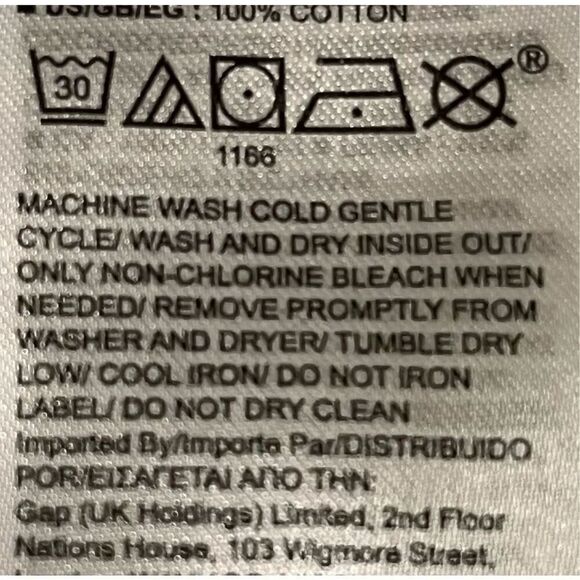 US/GB/EG : 100% COTTON
30 ®
1166
MACHINE WASH COLD GENTLE
CYCLE/ WASH AND DRY INSIDE OUT/
ONLY NON-CHLORINE BLEACH WHEN
NEEDED/ REMOVE PROMPTLY FROM
WASHER AND DRYER/ TUMBLE DRY
LOW/ COOL IRON/ DO NOT IRON
LABEL/ DO NOT DRY CLEAN
Imported By/Importe Par/DISTRIBUIDO
POR/ΕΙΣΑΓΕΤΑΙ ΑΠΟ ΤΗΝ:
Gap (UK Holdings) Limited, 2nd Floor
Nations House, 103 Wigmore Street,